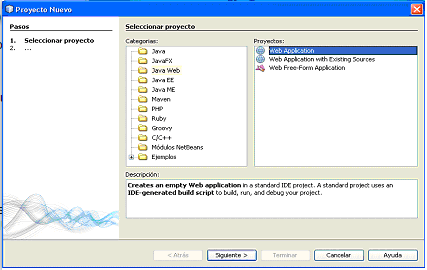 Proyecto Nuevo
Pasos
1. Seleccionar proyecto
2. ...
Seleccionar proyecto
Categorías:
Java
JavaFX
Java Web
Java EE
Java ME
Maven
PHP
Ruby
Groovy
C/C++
Módulos NetBeans
Ejemplos
Proyectos:
Web Application
Web Application with Existing Sources
Web Free-Form Application
Descripción:
Creates an empty Web application in a standard IDE project. A standard project uses an
IDE-generated build script to build, run, and debug your project.
< Atrás
Siguiente >
Terminar
Cancelar
Ayuda